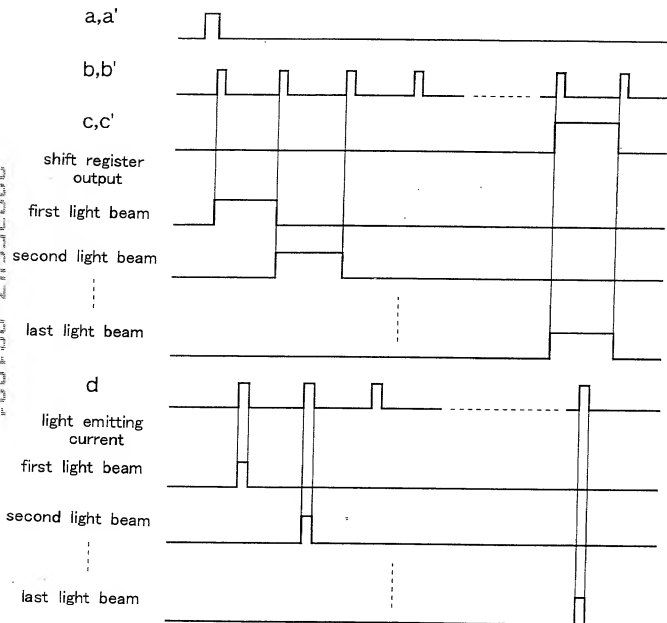 a,a'
b,b'
c,c'
shift register
output
first light beam
second light beam
last light beam
d
light emitting
current
first light beam
second light beam
last light beam